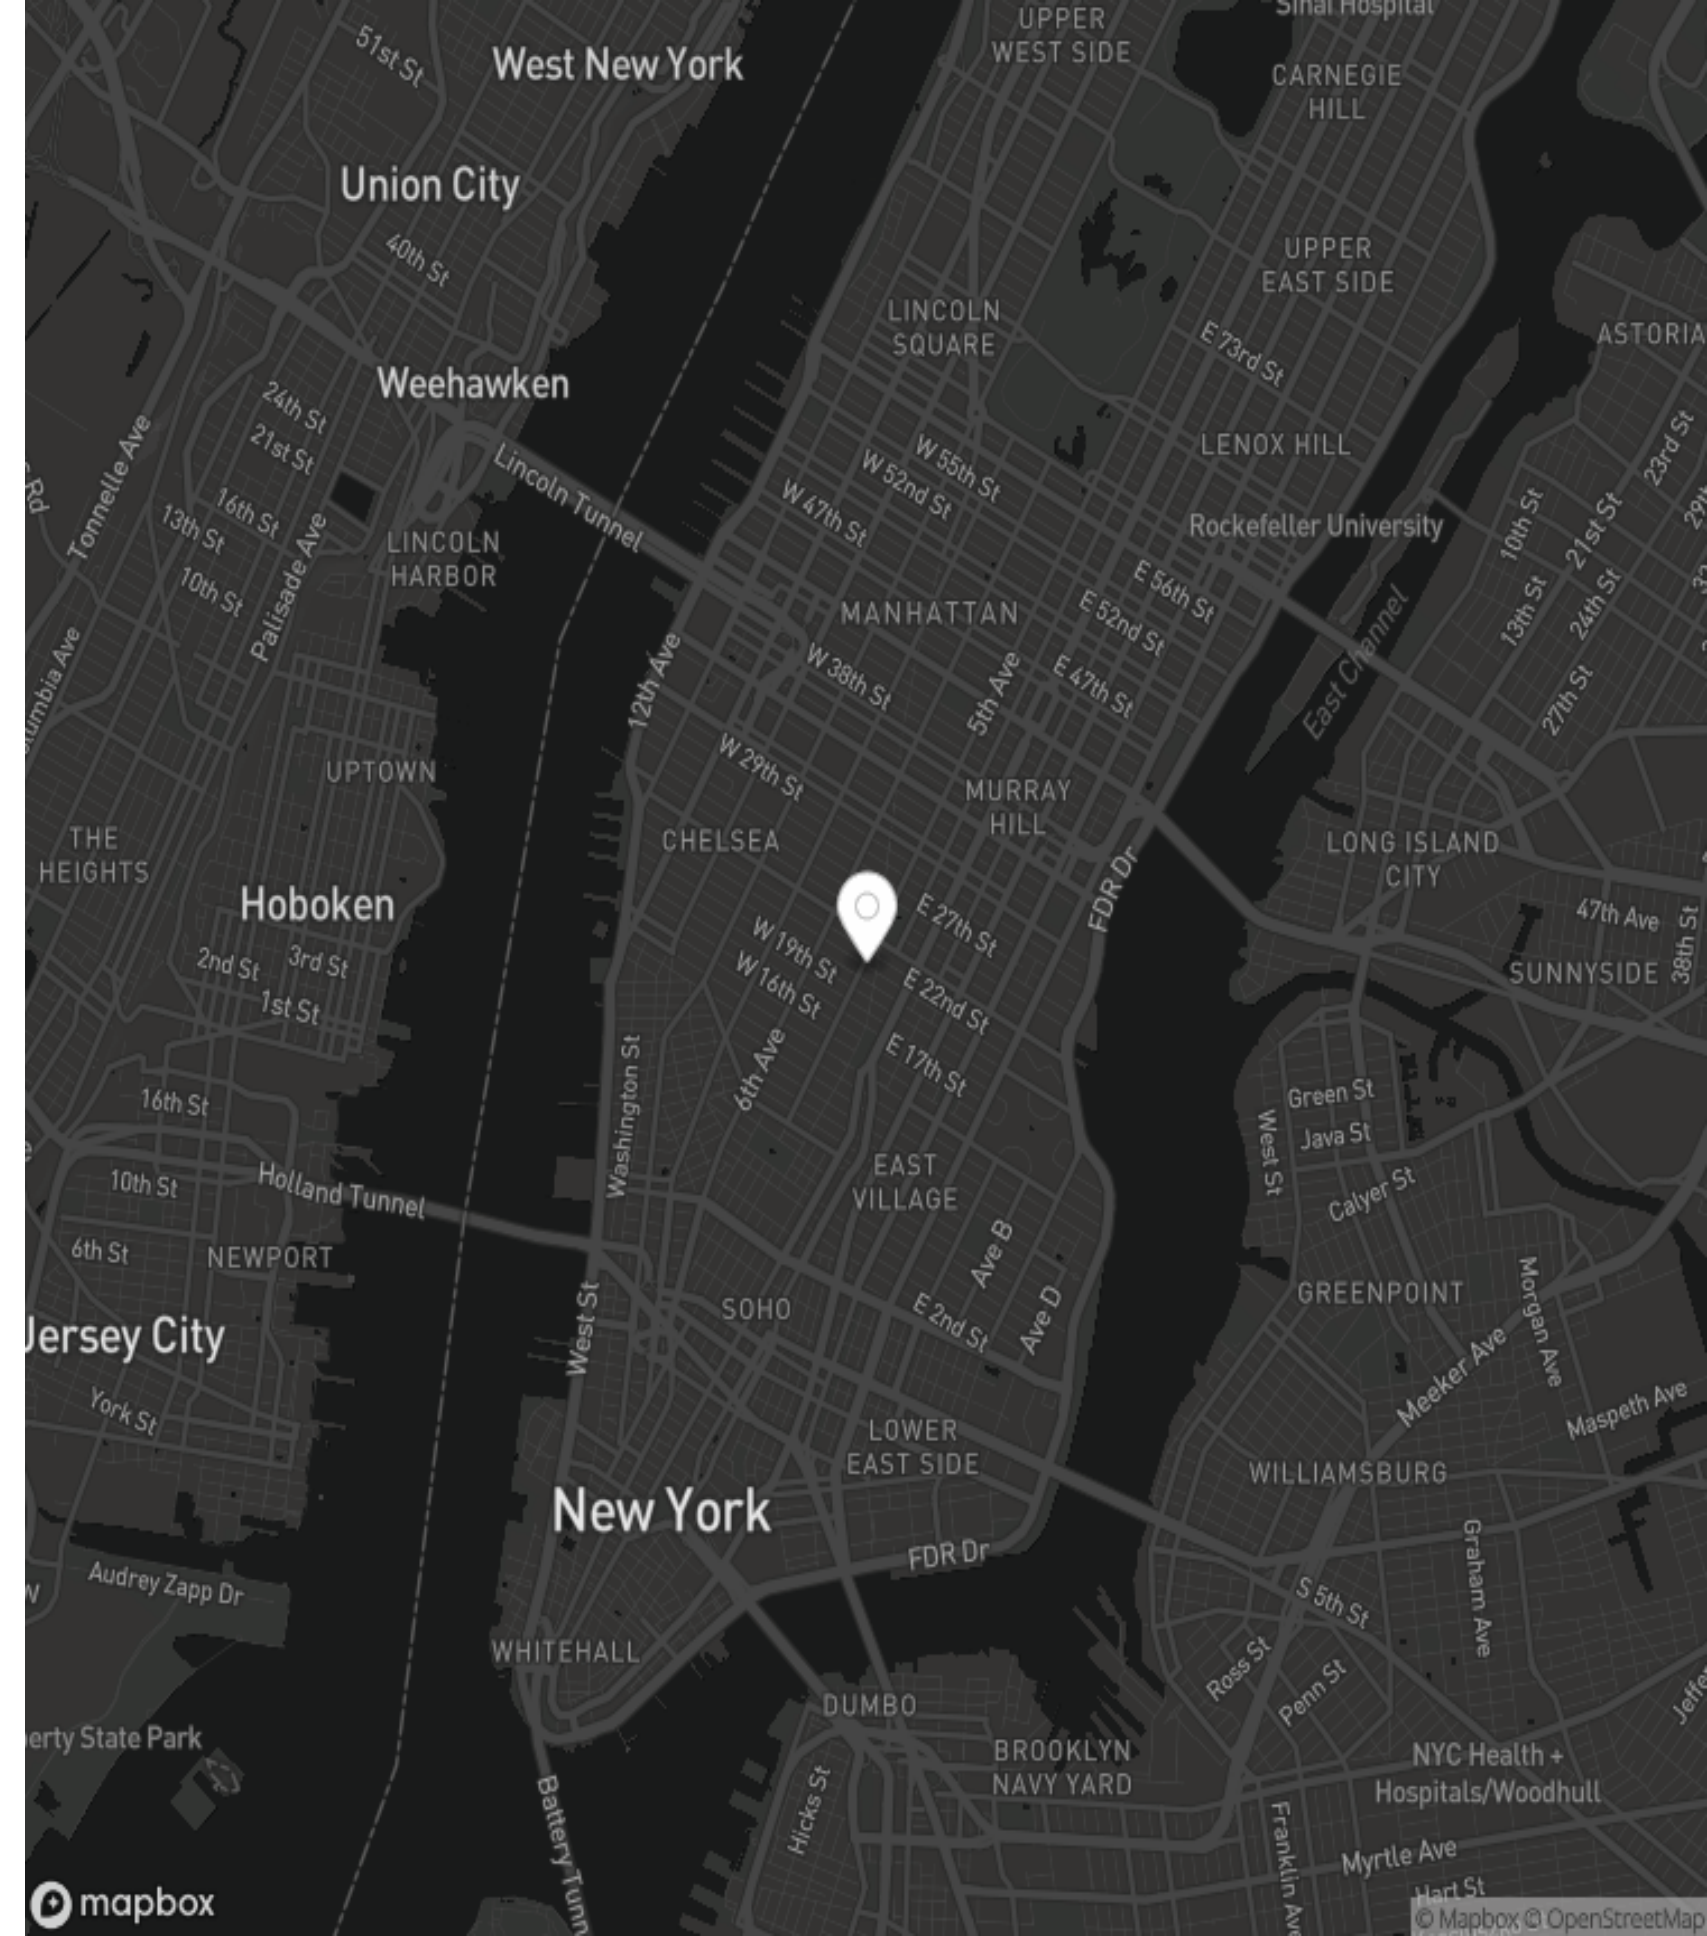 Sinai Hospital
UPPER
WEST SIDE
51st St
West New York
CARNEGIE
HILL
Union City
40th St
UPPER
EAST SIDE
LINCOLN
SQUARE
ASTORIA
E 73rd St
Weehawken
24th St
21st St
Tonnelle Ave
Lincoln Tunnel
W 55th St
W 52nd St
W 47th St
LENOX HILL
23rd St
Rd
16th St
13th St
10th St
Palisade Ave
LINCOLN
HARBOR
Rockefeller University
10th St
21st St
13th St
24th St
27th St
E 56th St
E 52nd St
E 47th St
MANHATTAN
East Channel
12th Ave
W 38th St
5th Ave
umbia Ave
UPTOWN
W 29th St
MURRAY
HILL
THE
HEIGHTS
CHELSEA
LONG ISLAND
CITY
FDR Dr
Hoboken
E 27th St
47th Ave
38th St
W 19th St
W 16th St
2nd St
3rd St
1st St
E 22nd St
SUNNYSIDE
E 17th St
6th Ave
Washington St
16th St
Green St
Java St
West St
Calyer St
10th St
Holland Tunnel
EAST
VILLAGE
6th St
NEWPORT
Ave B
Ave D
E 2nd St
SOHO
West St
GREENPOINT
Morgan Ave
Meeker Ave
Maspeth Ave
Jersey City
York St
LOWER
EAST SIDE
WILLIAMSBURG
New York
FDR Dr
Graham Ave
Audrey Zapp Dr
S 5th St
Ross St
Penn St
WHITEHALL
DUMBO
Jeffe
erty State Park
BROOKLYN
NAVY YARD
NYC Health +
Hospitals/Woodhull
Hicks St
Battery Tunn
Franklin Ave
Myrtle Ave
Hart St
mapbox
© Mapbox © OpenStreetMap